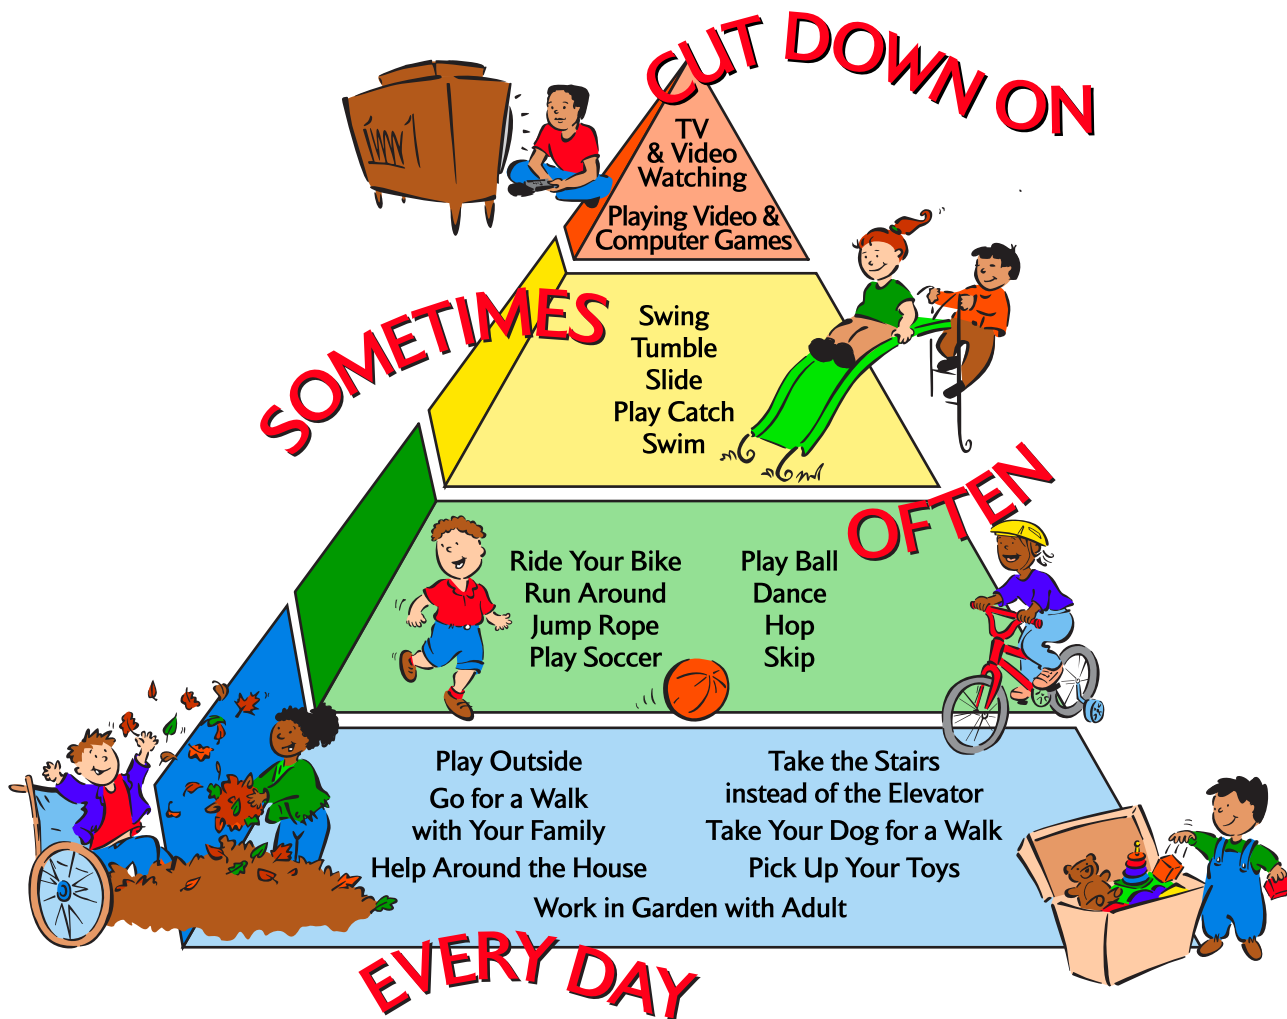 CUT DOWN ON
TV
& Video
Watching
Playing Video &
Computer Games
SOMETIMES
Swing
Tumble
Slide
Play Catch
Swim
OFTEN
Ride Your Bike
Run Around
Jump Rope
Play Soccer
Play Ball
Dance
Hop
Skip
Play Outside
Go for a Walk
with Your Family
Help Around the House
Take the Stairs
instead of the Elevator
Take Your Dog for a Walk
Pick Up Your Toys
Work in Garden with Adult
EVERY DAY